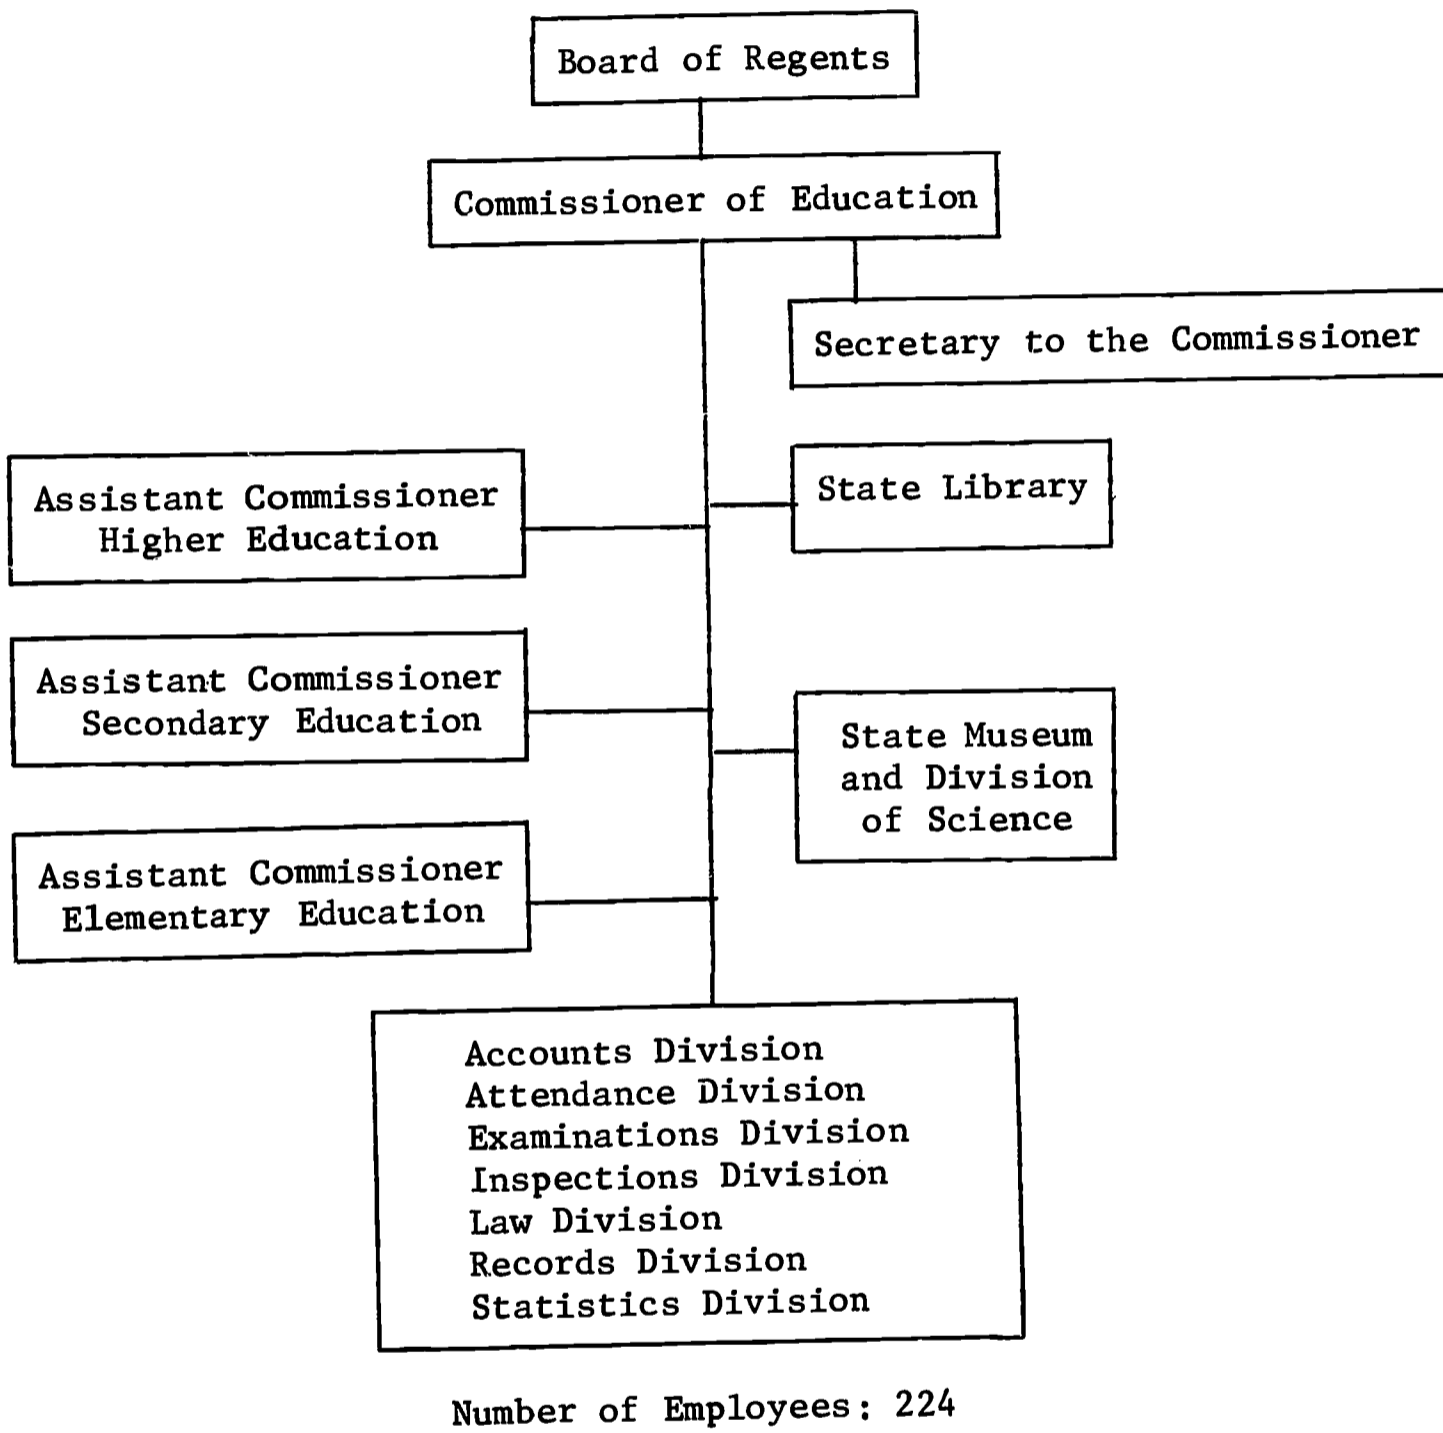 Board of Regents
Commissioner of Education
Secretary to the Commissioner
Assistant Commissioner
Higher Education
State Library
Assistant Commissioner
Secondary Education
State Museum
and Division
of Science
Assistant Commissioner
Elementary Education
Accounts Division
Attendance Division
Examinations Division
Inspections Division
Law Division
Records Division
Statistics Division
Number of Employees: 224